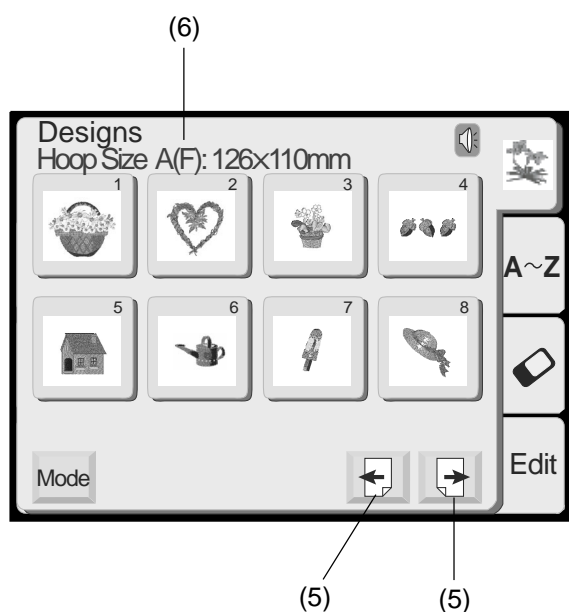 (6)
Designs
Hoop Size A(F): 126×110mm
1 2 3 4
A~Z
5 6 7 8
Mode
Edit
(5) (5)